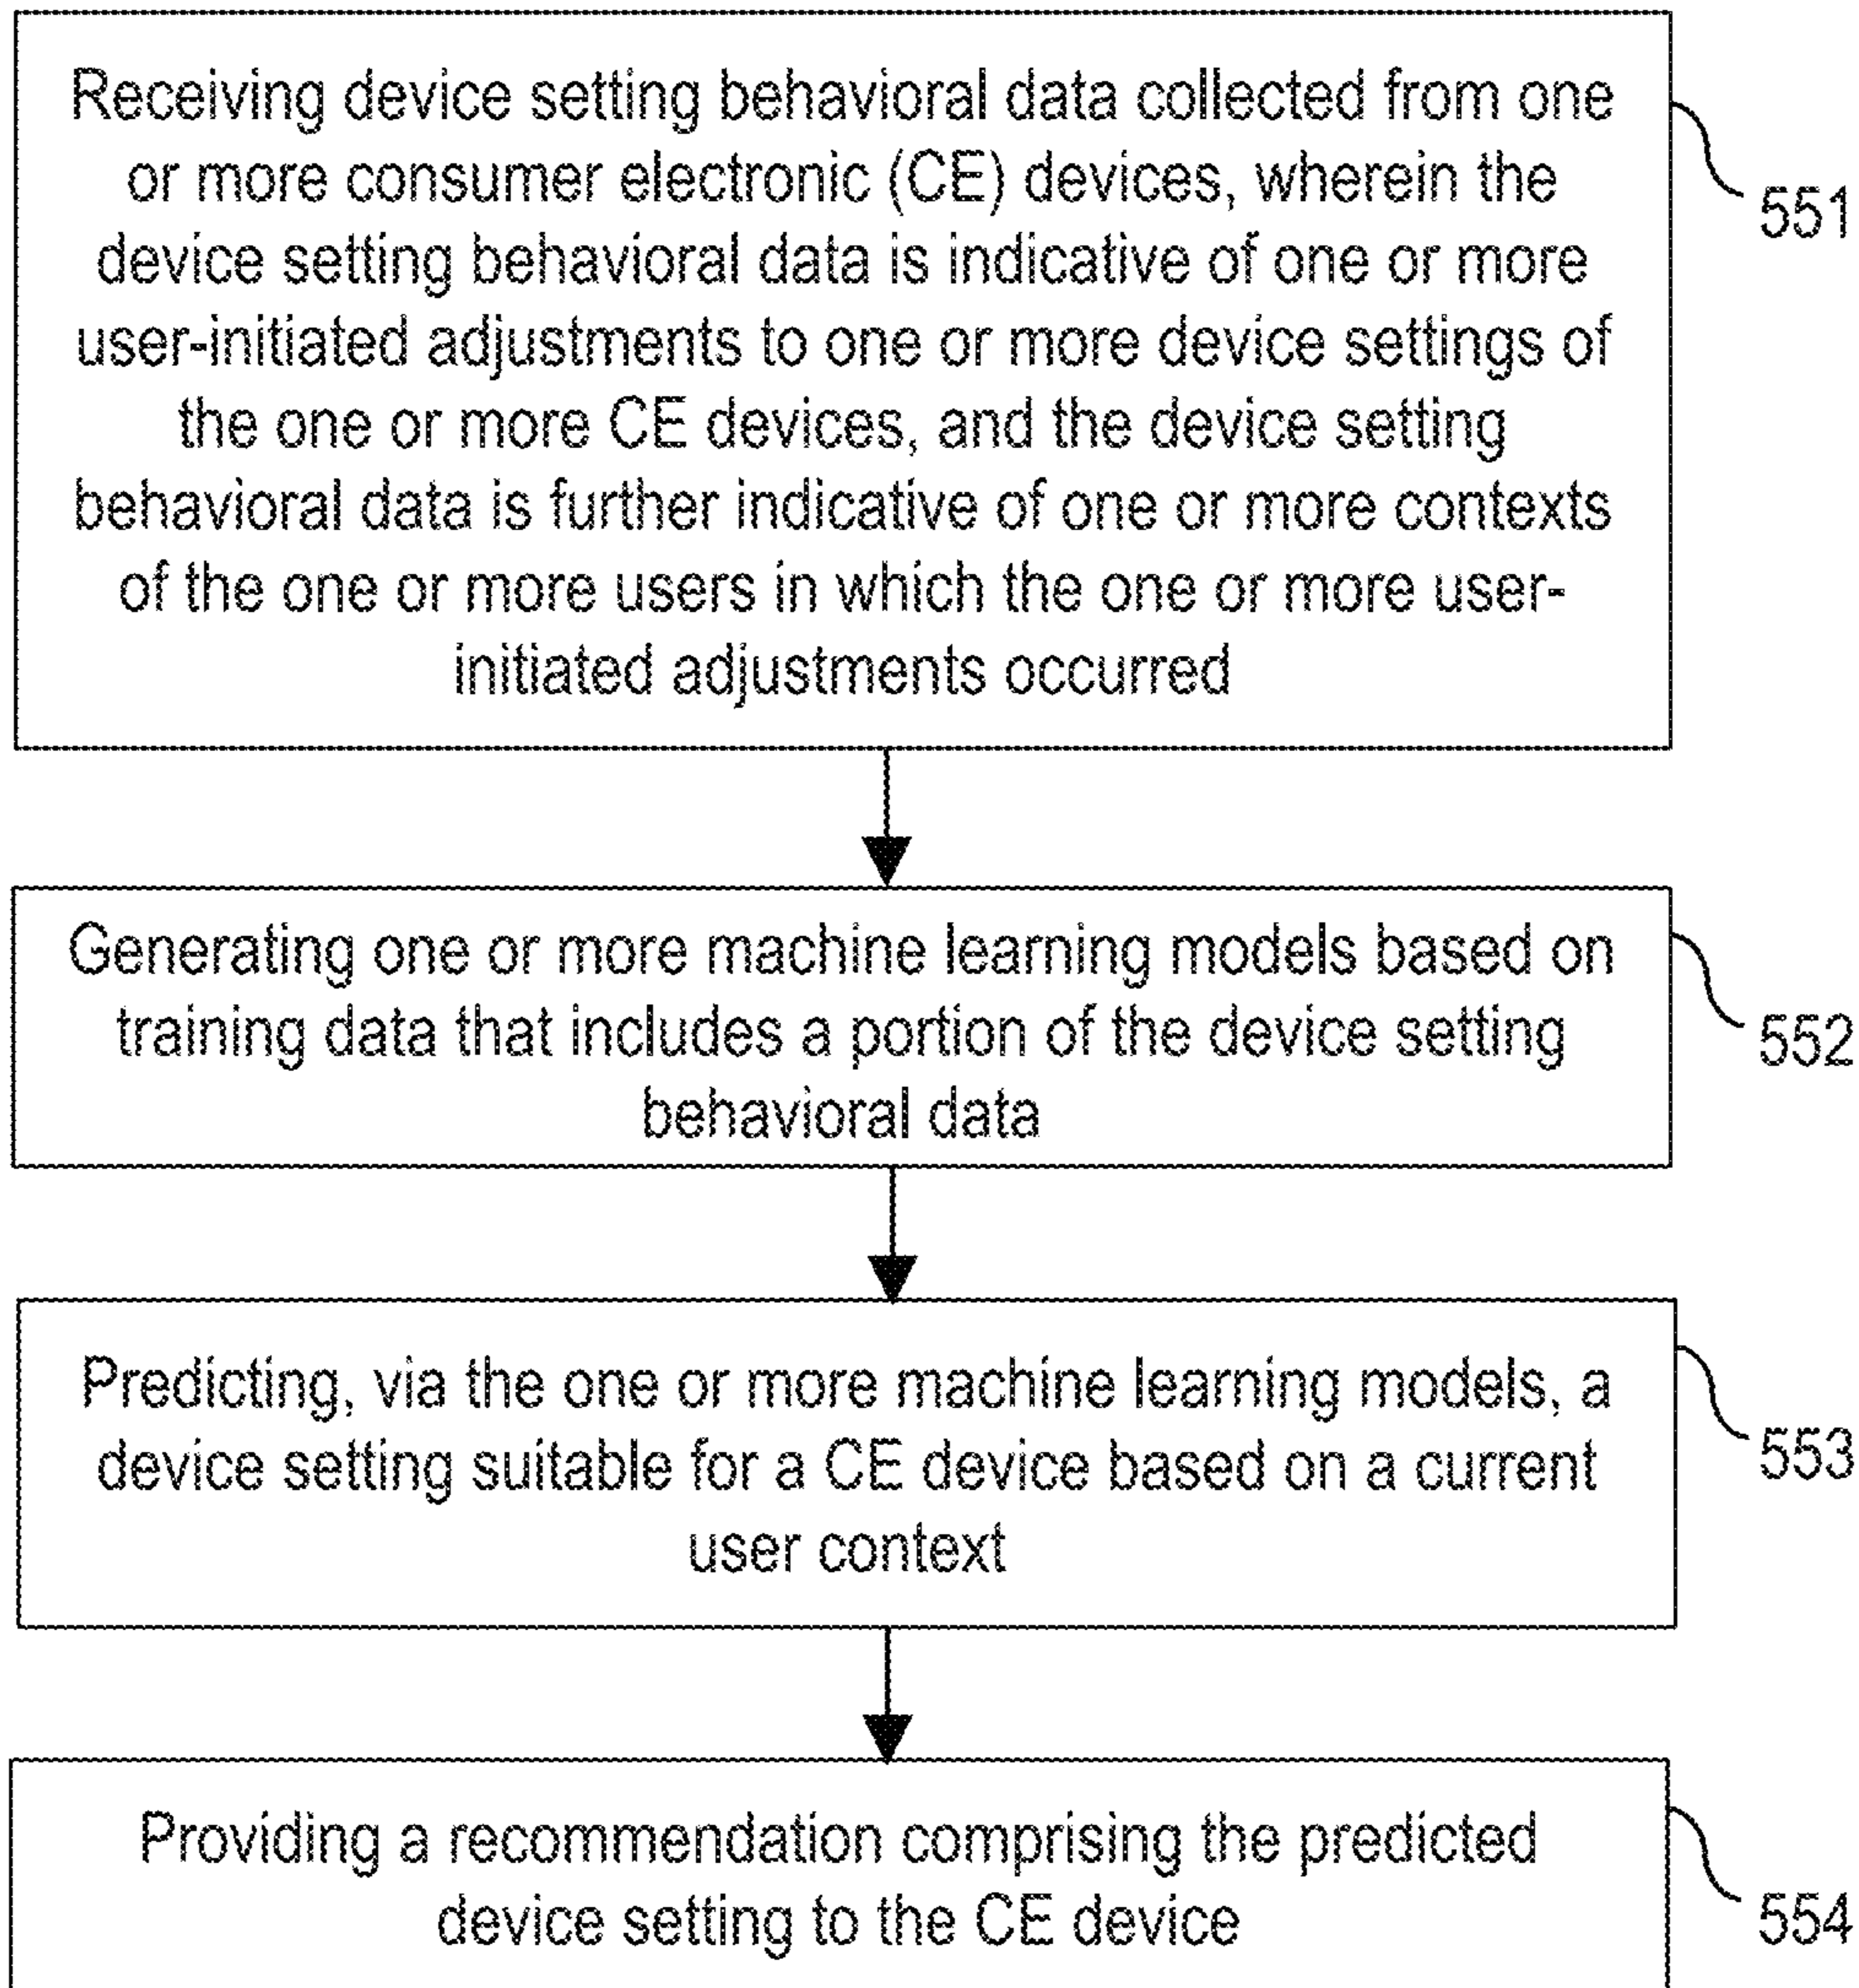 Receiving device setting behavioral data collected from one
or more consumer electronic (CE) devices, wherein the
device setting behavioral data is indicative of one or more
user-initiated adjustments to one or more device settings of
the one or more CE devices, and the device setting
behavioral data is further indicative of one or more contexts
of the one or more users in which the one or more user-
initiated adjustments occurred
551
Generating one or more machine learning models based on
training data that includes a portion of the device setting
behavioral data
552
Predicting, via the one or more machine learning models, a
device setting suitable for a CE device based on a current
user context
553
Providing a recommendation comprising the predicted
device setting to the CE device
554